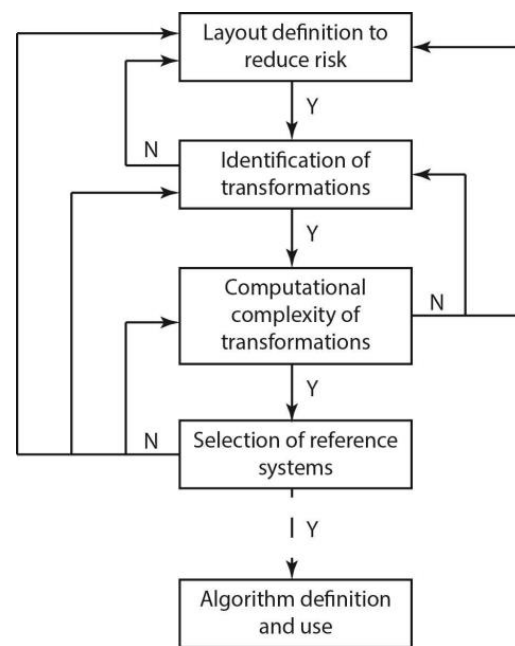 Layout definition to
reduce risk
Y
N
Identification of
transformations
Y
Computational
complexity of
transformations
N
Y
N
Selection of reference
systems
Y
Algorithm definition
and use